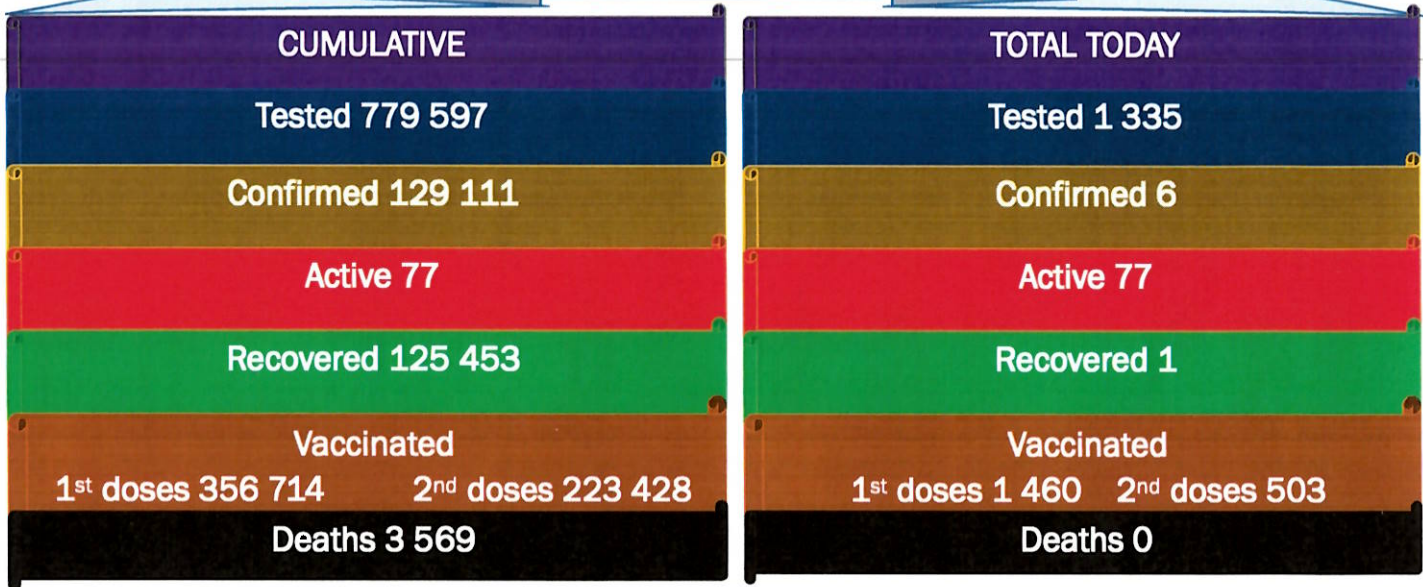 CUMULATIVE
Tested 779 597
Confirmed 129 111
Active 77
Recovered 125 453
Vaccinated
1st doses 356 714 2nd doses 223 428
Deaths 3 569
TOTAL TODAY
Tested 1 335
Confirmed 6
Active 77
Recovered 1
Vaccinated
1st doses 1 460 2nd doses 503
Deaths 0